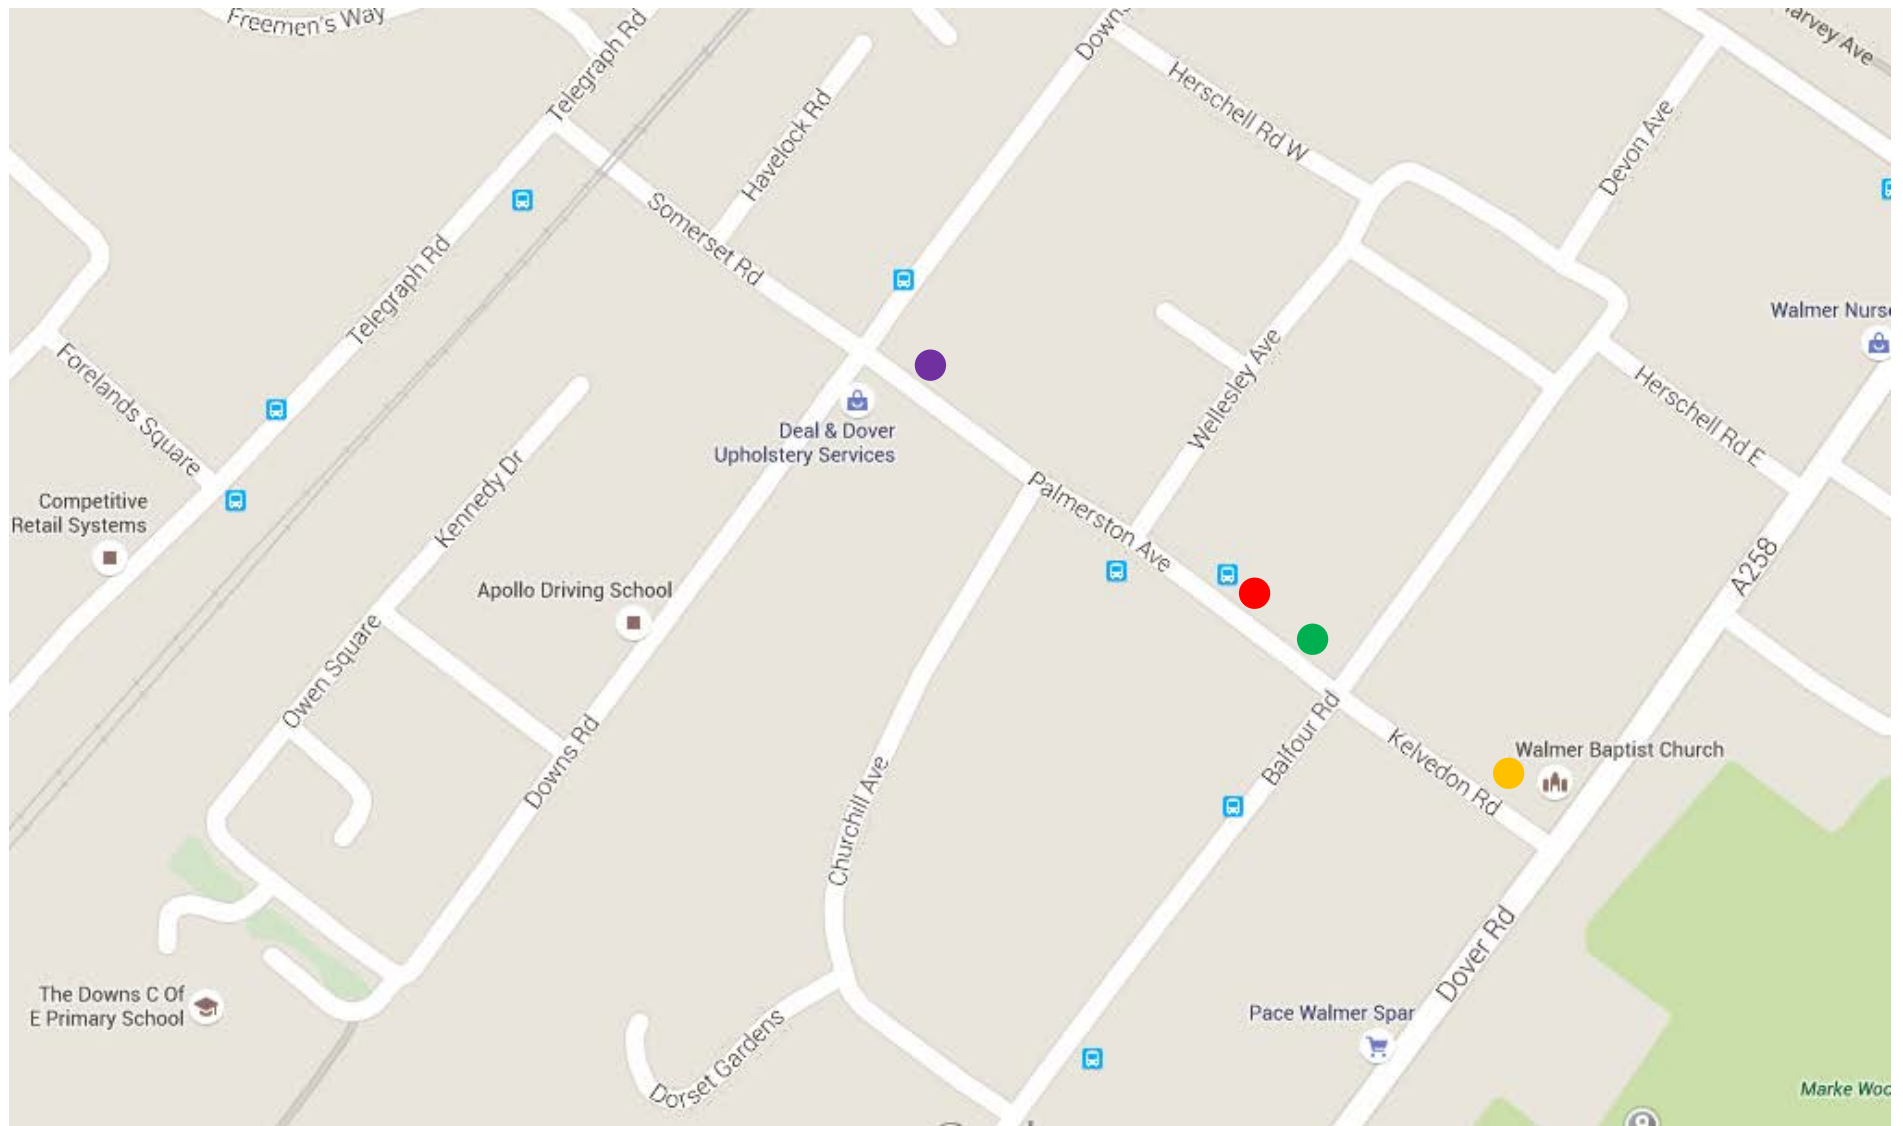 Freemen's Way
Telegraph Rd
Havelock Rd
Herschell Rd W
Devon Ave
Somerset Rd
Telegraph Rd
Walmer
Forelands Square
Wellesley Ave
Herschell Rd E
Deal & Dover
Upholstery Services
Kennedy Dr
Palmerston Ave
Competitive
Retail Systems
A258
Apollo Driving School
Owen Square
Downs Rd
Balfour Rd
Kelvedon Rd
Walmer Baptist Church
Churchill Ave
Dover Rd
The Downs C Of
E Primary School
Pace Walmer Spar
Dorset Gardens
Marke